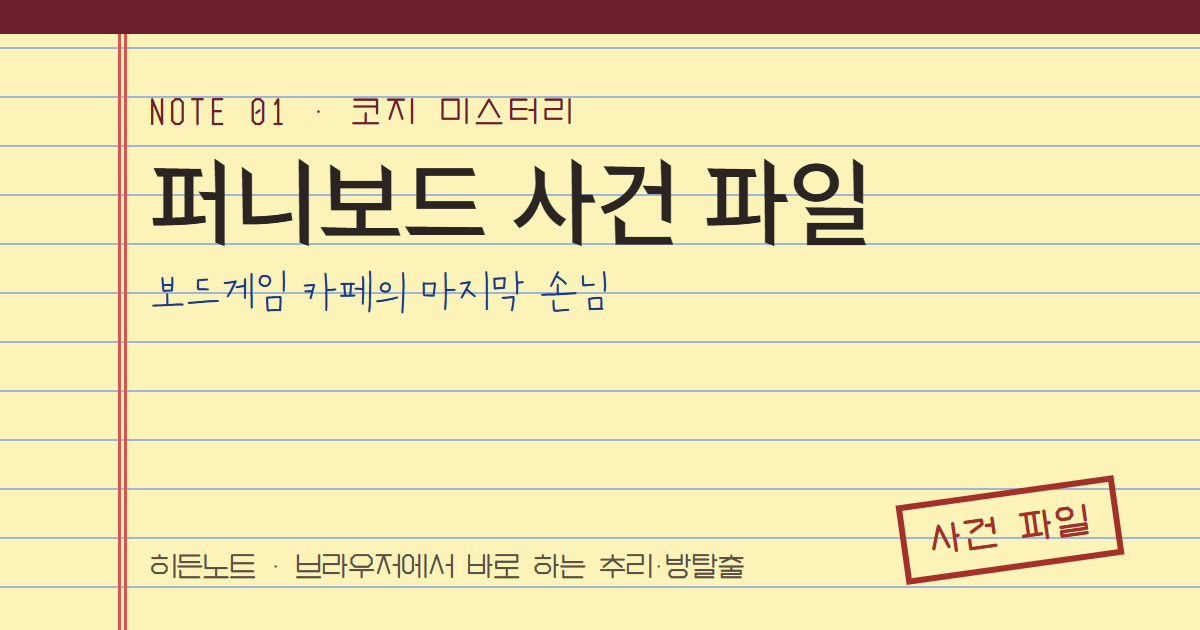 NOTE 01 · 코지 미스터리
퍼니보드 사건 파일
보드게임 카페의 마지막 손님
사건 파일
히든노트 · 브라우저에서 바로 하는 추리·방탈출